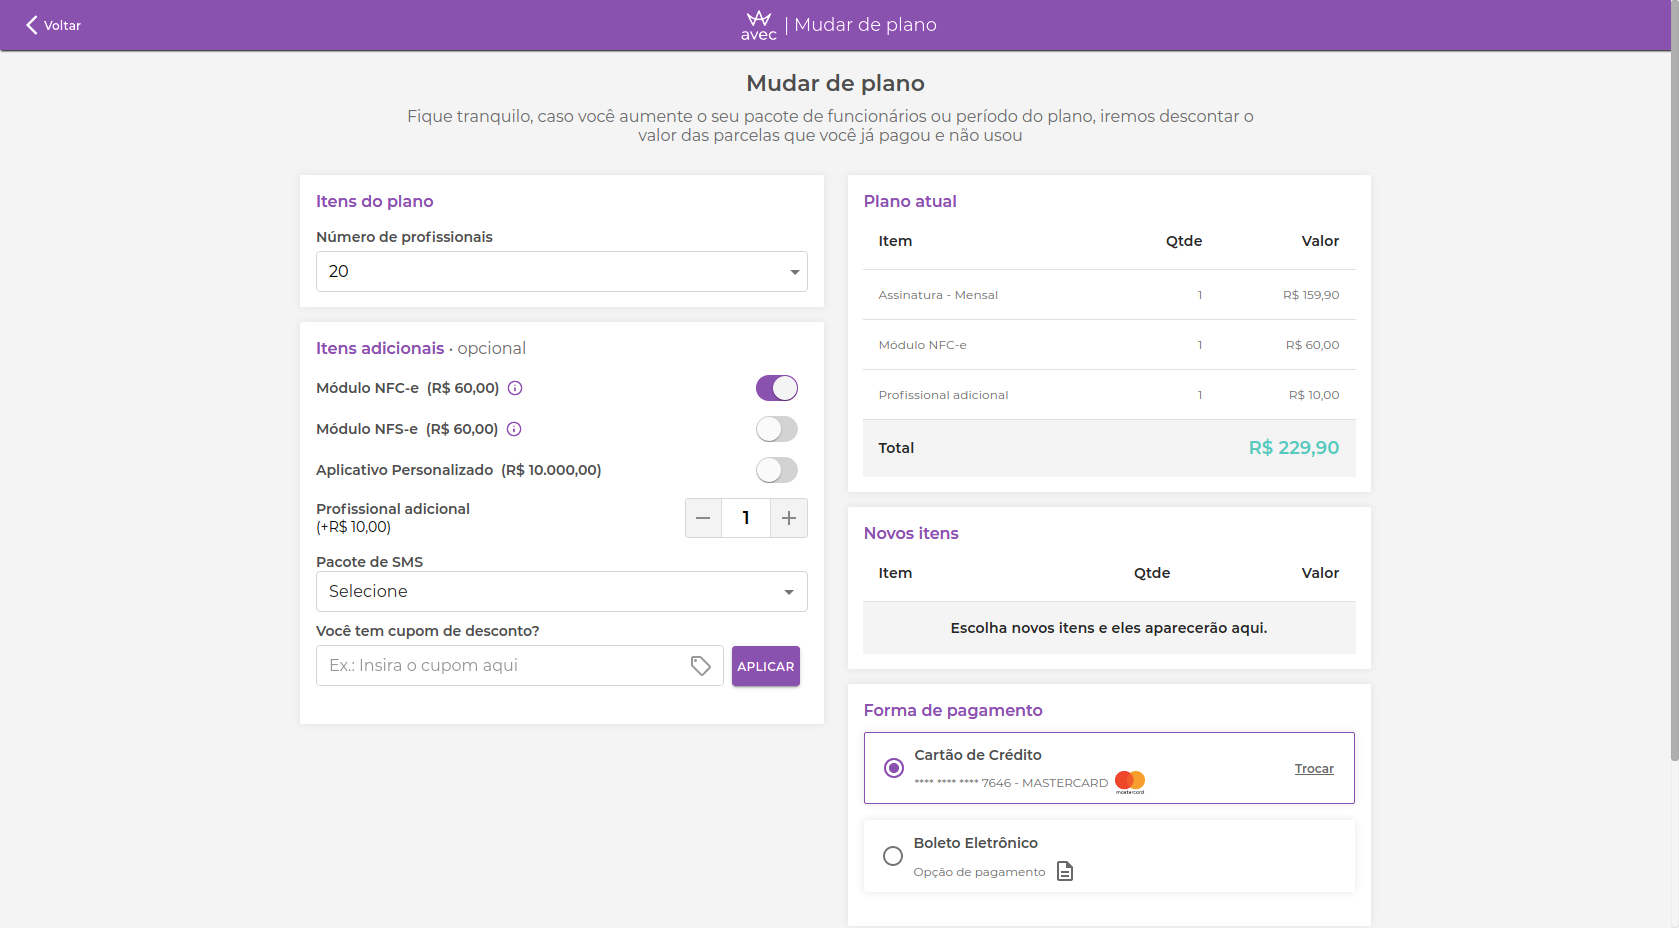 Voltar
avec | Mudar de plano
Mudar de plano
Fique tranquilo, caso você aumente o seu pacote de funcionários ou período do plano, iremos descontar o
valor das parcelas que você já pagou e não usou
Itens do plano
Número de profissionais
20
Itens adicionais · opcional
Módulo NFC-e (R$ 60,00)
Módulo NFS-e (R$ 60,00)
Aplicativo Personalizado (R$ 10.000,00)
Profissional adicional
(+R$ 10,00)
1
Pacote de SMS
Selecione
Você tem cupom de desconto?
Ex.: Insira o cupom aqui
APLICAR
Plano atual
Item Qtde Valor
Assinatura - Mensal 1 R$ 159,90
Módulo NFC-e 1 R$ 60,00
Profissional adicional 1 R$ 10,00
Total R$ 229,90
Novos itens
Item Qtde Valor
Escolha novos itens e eles aparecerão aqui.
Forma de pagamento
Cartão de Crédito
**** **** **** 7646 - MASTERCARD mastercard
Trocar
Boleto Eletrônico
Opção de pagamento